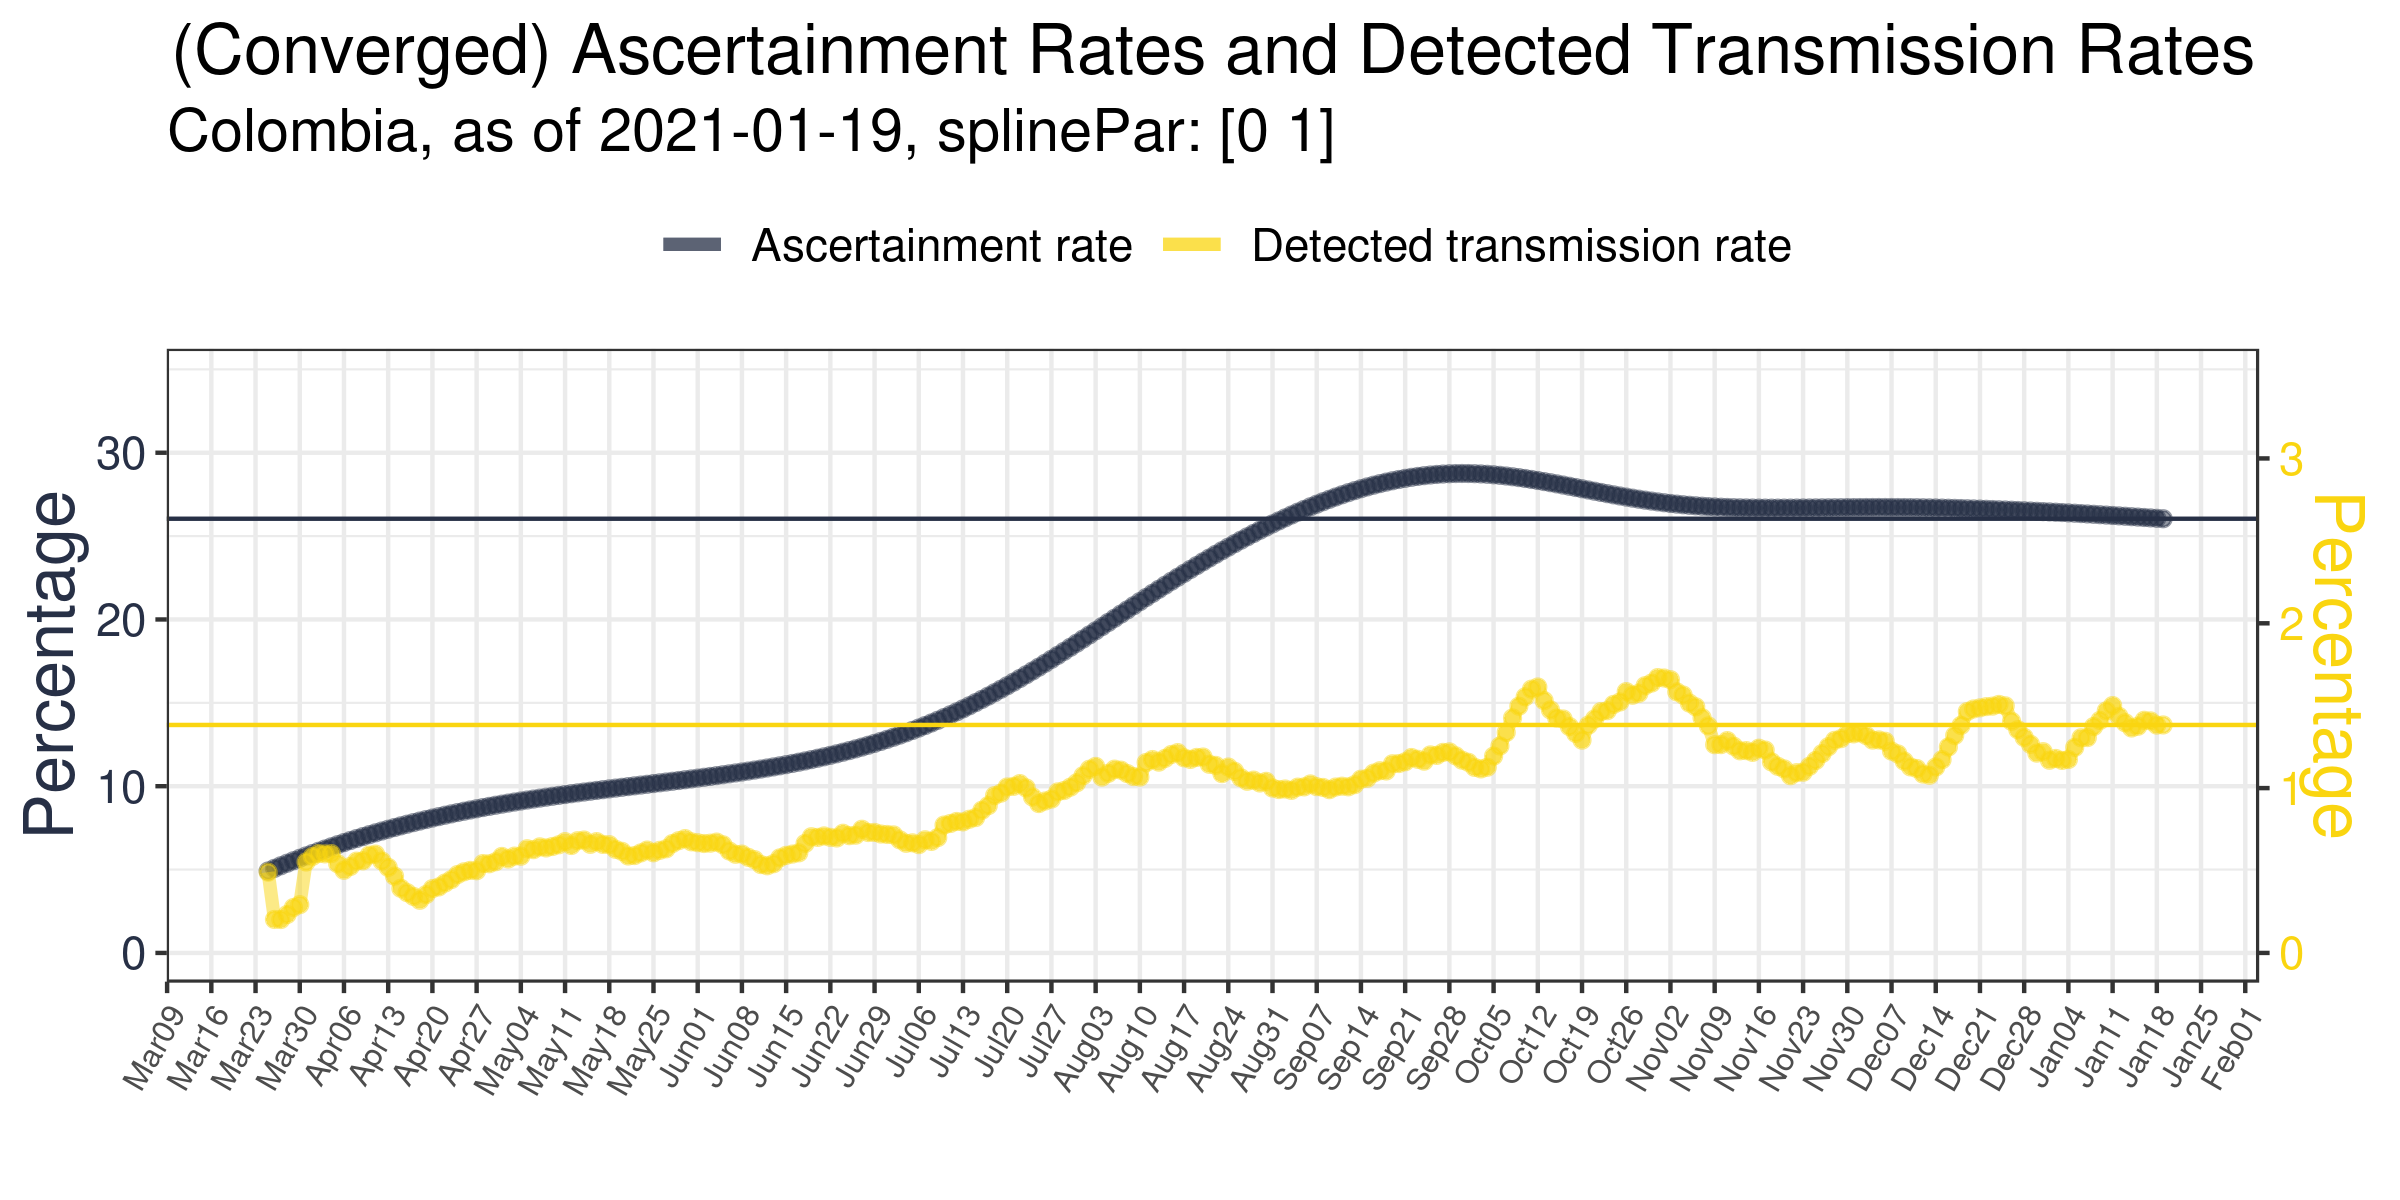 (Converged) Ascertainment Rates and Detected Transmission Rates
Colombia, as of 2021-01-19, splinePar: [0 1]
Ascertainment rate Detected transmission rate
Percentage
30
20
10
0
3
2
1
0
Percentage
Mar09 Mar16 Mar23 Mar30 Apr06 Apr13 Apr20 Apr27 May04 May11 May18 May25 Jun01 Jun08 Jun15 Jun22 Jun29 Jul06 Jul13 Jul20 Jul27 Aug03 Aug10 Aug17 Aug24 Aug31 Sep07 Sep14 Sep21 Sep28 Oct05 Oct12 Oct19 Oct26 Nov02 Nov09 Nov16 Nov23 Nov30 Dec07 Dec14 Dec21 Dec28 Jan04 Jan11 Jan18 Jan25 Feb01